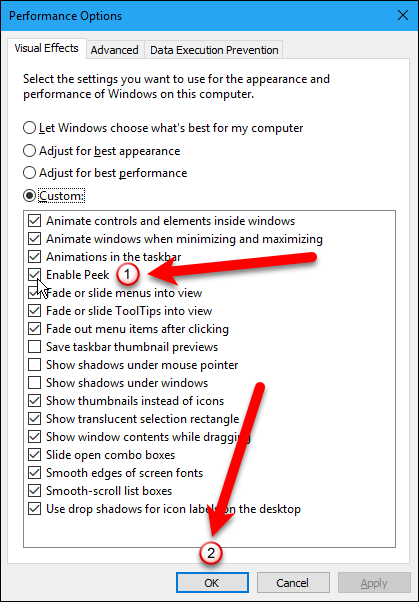 Performance Options
Visual Effects Advanced Data Execution Prevention
Select the settings you want to use for the appearance and
performance of Windows on this computer.
Let Windows choose what's best for my computer
Adjust for best appearance
Adjust for best performance
Custom:
Animate controls and elements inside windows
Animate windows when minimizing and maximizing
Animations in the taskbar
Enable Peek 1
Fade or slide menus into view
Fade or slide ToolTips into view
Fade out menu items after clicking
Save taskbar thumbnail previews
Show shadows under mouse pointer
Show shadows under windows
Show thumbnails instead of icons
Show translucent selection rectangle
Show window contents while dragging
Slide open combo boxes
Smooth edges of screen fonts
Smooth-scroll list boxes
Use drop shadows for icon labels on the desktop
2
OK Cancel Apply